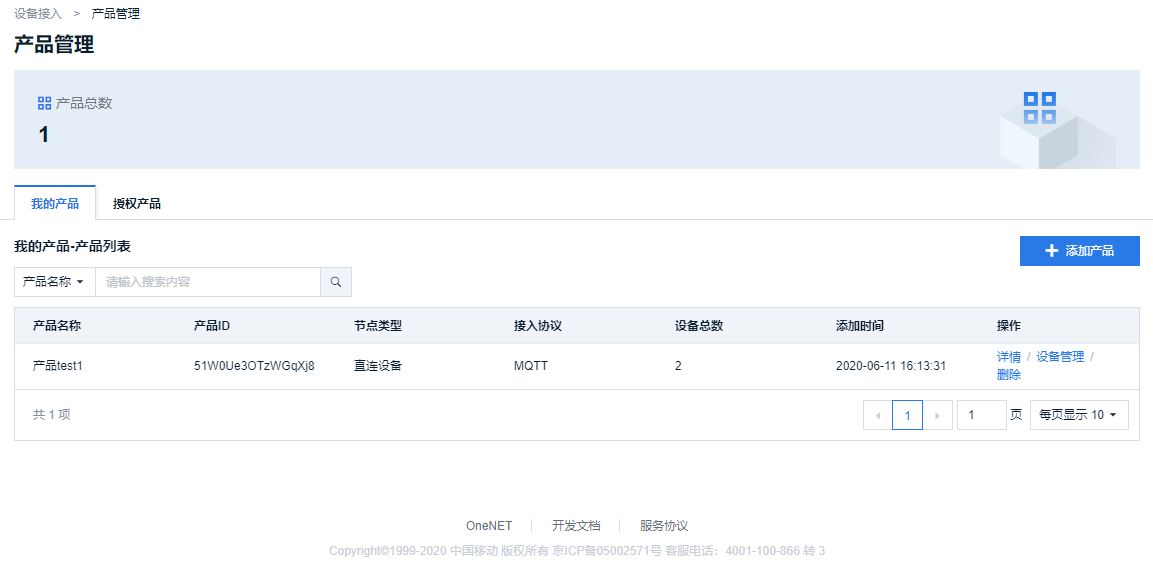 设备接入 > 产品管理
产品管理
产品总数
1
我的产品 授权产品
我的产品-产品列表
添加产品
产品名称 请输入搜索内容
产品名称 产品ID 节点类型 接入协议 设备总数 添加时间 操作
产品test1 51W0Ue3OTzWGqXj8 直连设备 MQTT 2 2020-06-11 16:13:31 详情 / 设备管理 /
删除
共 1 项 1 1 页 每页显示 10
OneNET 开发文档 服务协议
Copyright©1999-2020 中国移动 版权所有 京ICP备05002571号 客服电话：4001-100-866 转 3